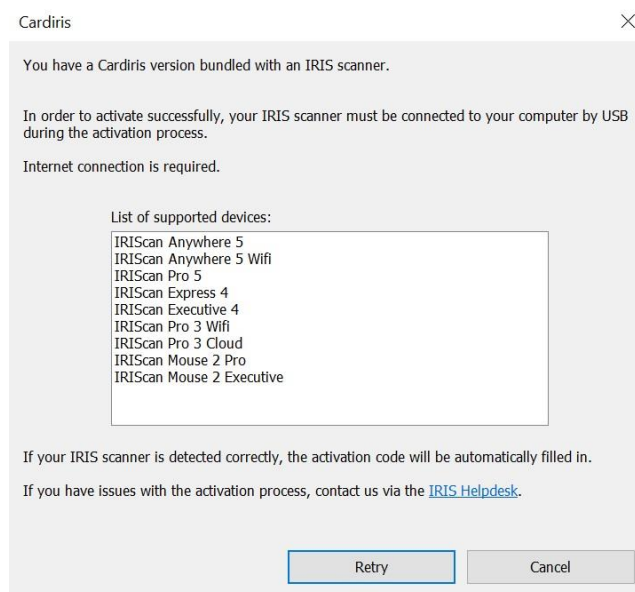 Cardiris
You have a Cardiris version bundled with an IRIS scanner.
In order to activate successfully, your IRIS scanner must be connected to your computer by USB
during the activation process.
Internet connection is required.
List of supported devices:
IRIScan Anywhere 5
IRIScan Anywhere 5 Wifi
IRIScan Pro 5
IRIScan Express 4
IRIScan Executive 4
IRIScan Pro 3 Wifi
IRIScan Pro 3 Cloud
IRIScan Mouse 2 Pro
IRIScan Mouse 2 Executive
If your IRIS scanner is detected correctly, the activation code will be automatically filled in.
If you have issues with the activation process, contact us via the IRIS Helpdesk.
Retry
Cancel